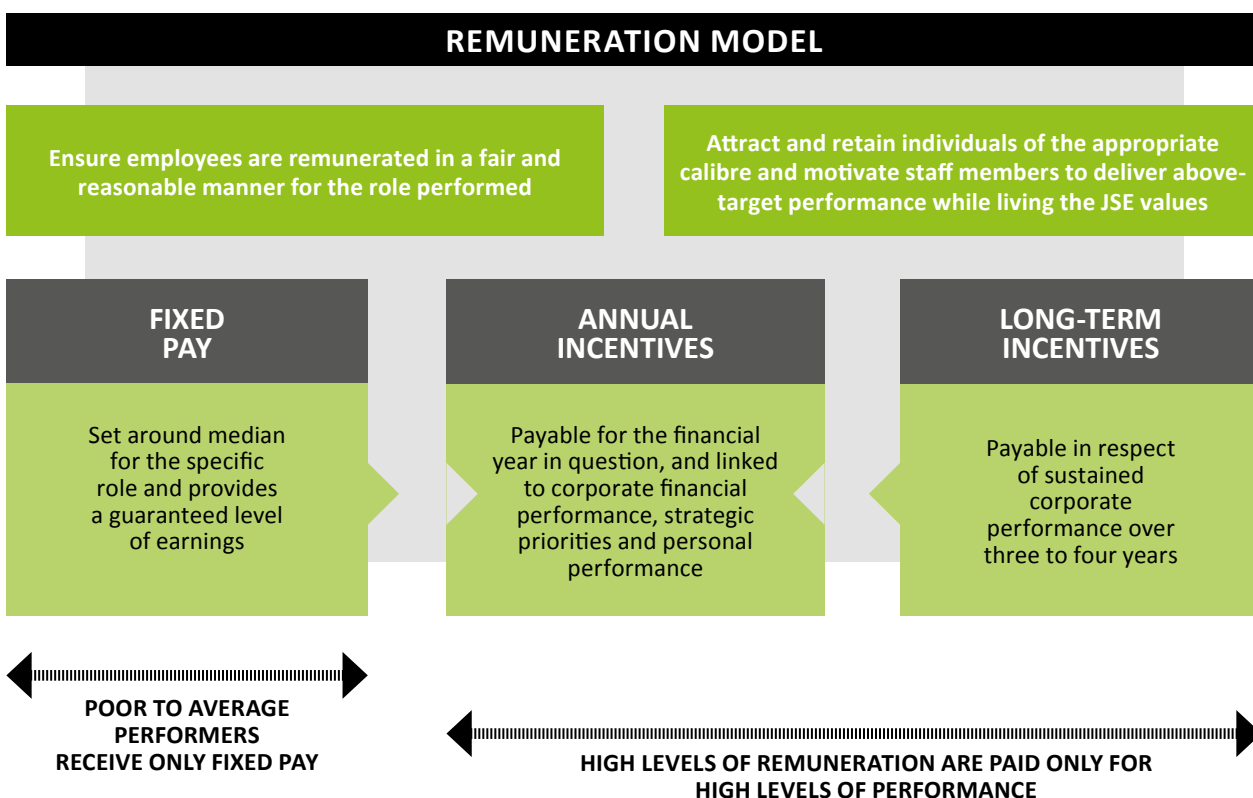 REMUNERATION MODEL
Ensure employees are remunerated in a fair and
reasonable manner for the role performed
Attract and retain individuals of the appropriate
calibre and motivate staff members to deliver above-
target performance while living the JSE values
FIXED
PAY
Set around median
for the specific
role and provides
a guaranteed level
of earnings
ANNUAL
INCENTIVES
Payable for the financial
year in question, and linked
to corporate financial
performance, strategic
priorities and personal
performance
LONG-TERM
INCENTIVES
Payable in respect
of sustained
corporate
performance over
three to four years
POOR TO AVERAGE
PERFORMERS
RECEIVE ONLY FIXED PAY
HIGH LEVELS OF REMUNERATION ARE PAID ONLY FOR
HIGH LEVELS OF PERFORMANCE